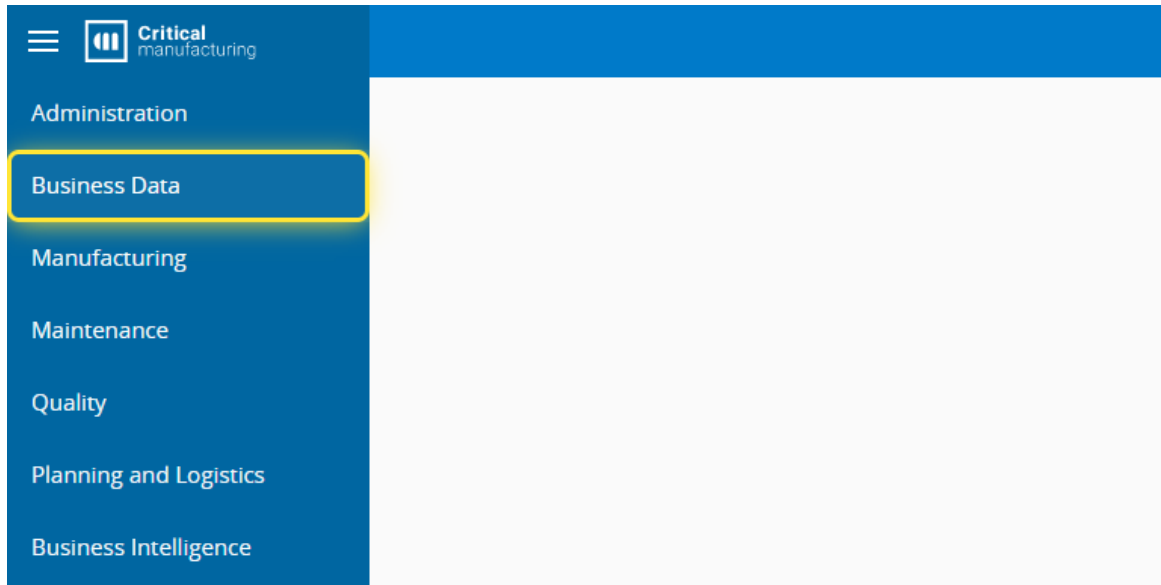 Critical
manufacturing
Administration
Business Data
Manufacturing
Maintenance
Quality
Planning and Logistics
Business Intelligence